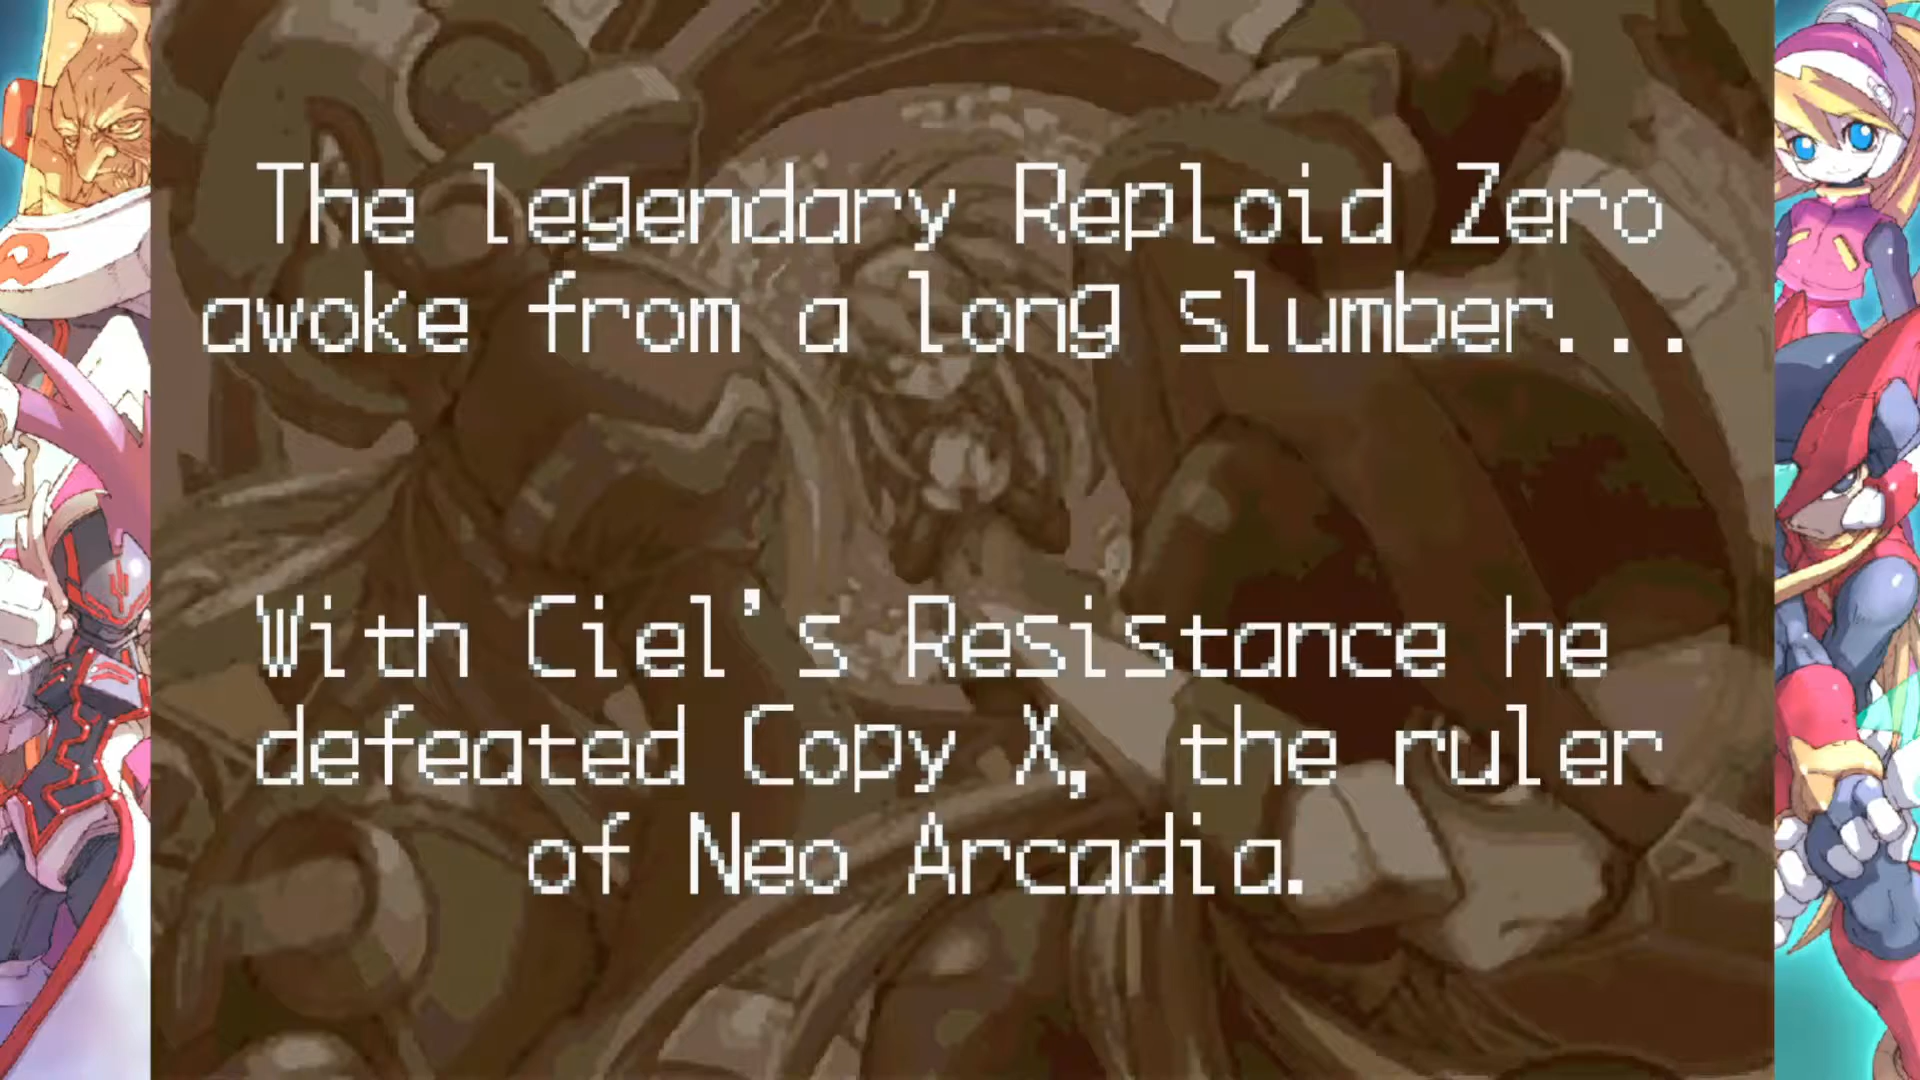 The legendary Reploid Zero
awoke from a long slumber...
With Ciel's Resistance he
defeated Copy X, the ruler
of Neo Arcadia.